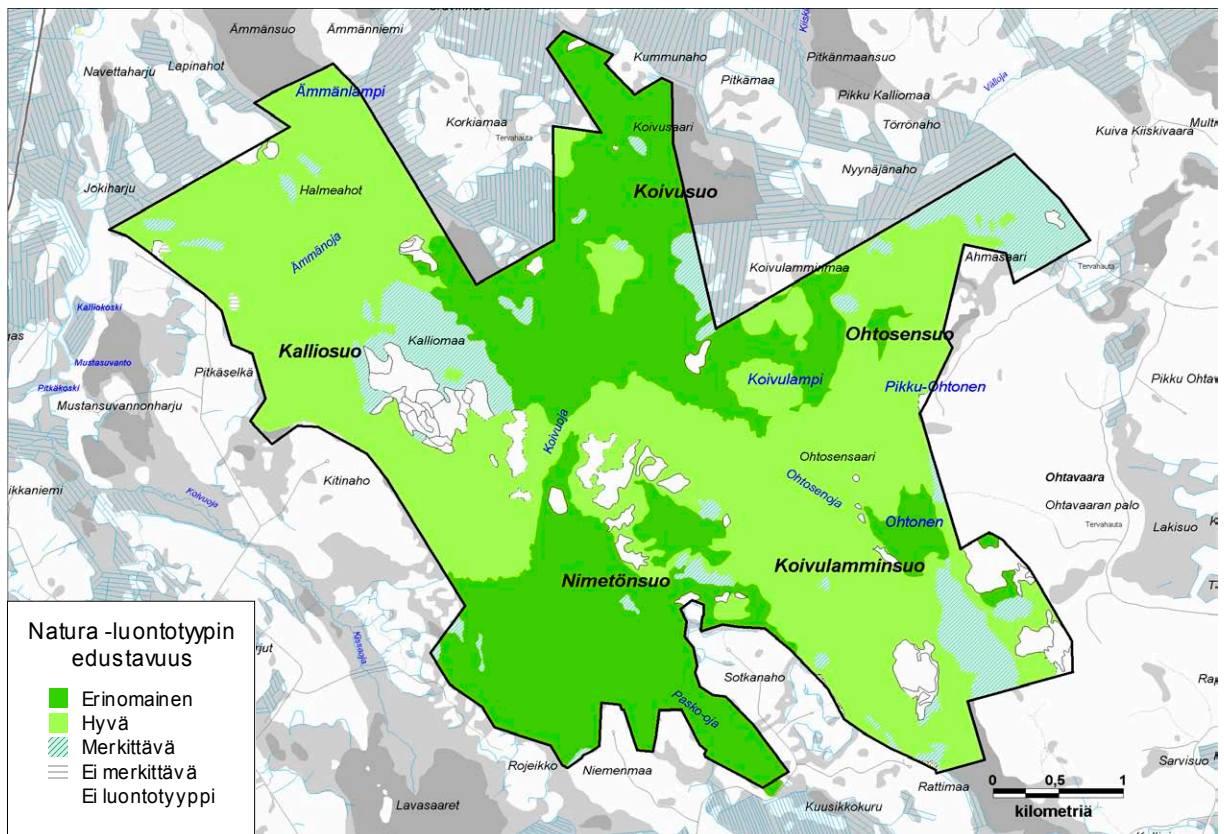 Ämmänsuo
Ämmänniemi
Kummunaho
Pitkänmaansuo
Navettaharju
Lapinahot
Ämmänlampi
Pitkämaa
Välloja
Pikku Kalliomaa
Korkiamaa
Tervahauta
Koivusaari
Törrönaho
Kuiva Kiiskivaara
Jokiharju
Halmeahot
Koivusuo
Nyynäjänaho
Ämmänoja
Koivulamminmaa
Ahmasaari
Tervahauta
Kalliokoski
Kalliosuo
Kalliomaa
Ohtosensuo
Mustasuvanto
Pitkäselkä
Koivulampi
Pikku-Ohtonen
Pitkäkoski
Mustansuvannonharju
Koivuoja
Ohtosensaari
Ohtosenoja
Ohtavaara
Kitinaho
ikkaniemi
Koivuoja
Ohtonen
Ohtavaaran palo
Tervahauta
Lakisuo
Nimetönsuo
Koivulamminsuo
Kissaoja
Sotkanaho
Pasko-oja
Rojeikko
Niemenmaa
Rattimaa
Sarvisuo
Lavasaaret
Kuusikkokuru
Natura -luontotyypin
edustavuus
Erinomainen
Hyvä
Merkittävä
Ei merkittävä
Ei luontotyyppi
0 0,5 1
kilometriä